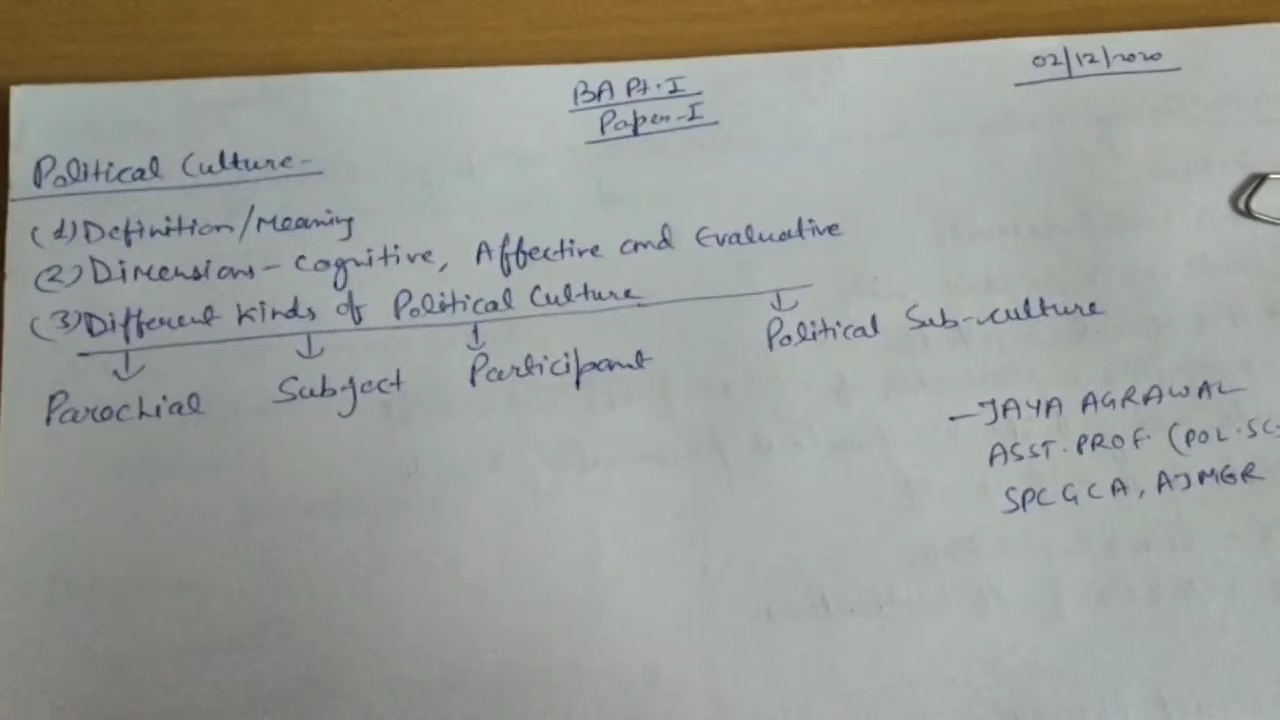 02/12/2020
BA Pt. I
Paper-I
Political Culture-
(1) Definition/Meaning
(2) Dimensions - Cognitive, Affective and Evaluative
(3) Different Kinds of Political Culture
Parochial Subject Participant Political Sub-culture
- JAYA AGRAWAL
ASST. PROF. (POL. SC.
SPCGCA, AJMER